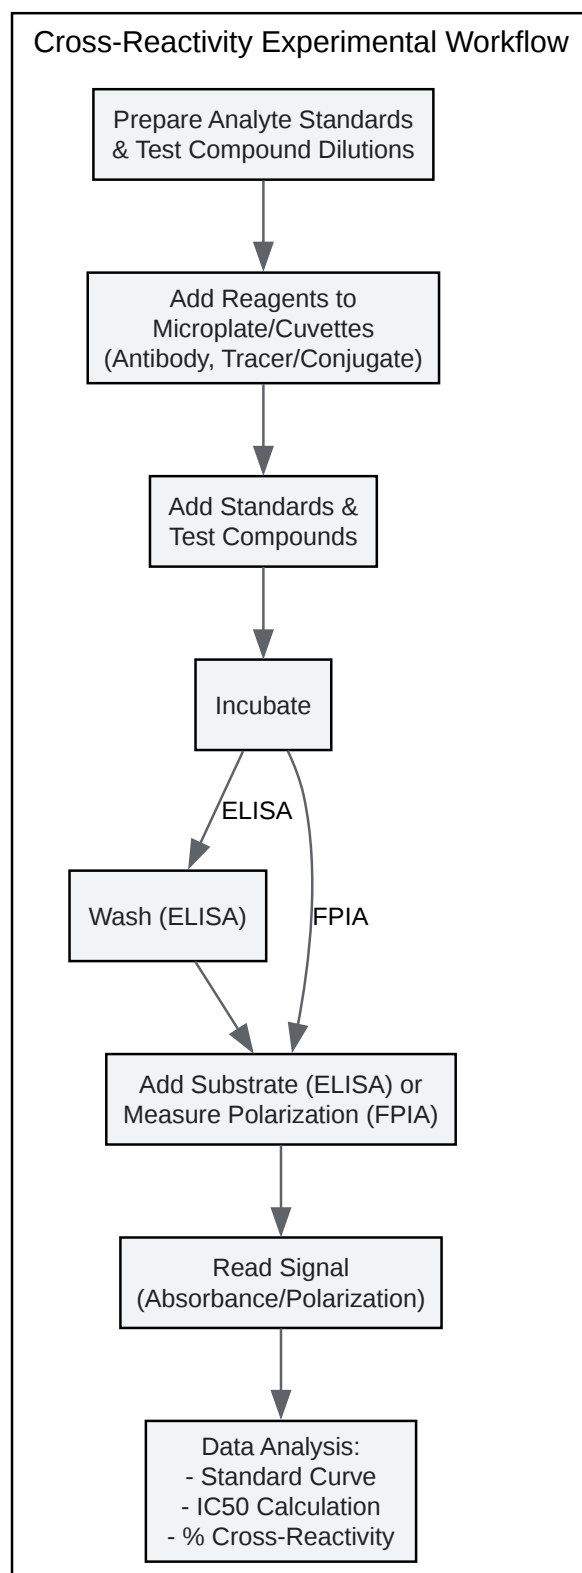 Cross-Reactivity Experimental Workflow
Prepare Analyte Standards
& Test Compound Dilutions
Add Reagents to
Microplate/Cuvettes
(Antibody, Tracer/Conjugate)
Add Standards &
Test Compounds
Incubate
ELISA
Wash (ELISA)
FPIA
Add Substrate (ELISA) or
Measure Polarization (FPIA)
Read Signal
(Absorbance/Polarization)
Data Analysis:
- Standard Curve
- IC50 Calculation
- % Cross-Reactivity